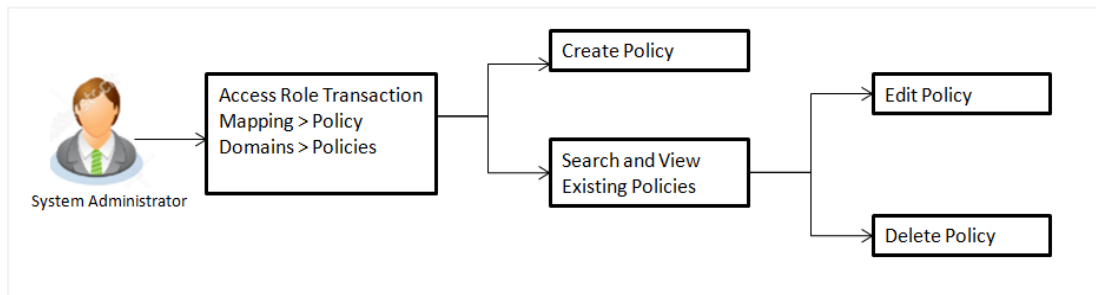 Create Policy
Access Role Transaction
Mapping > Policy
Domains > Policies
Edit Policy
Search and View
Existing Policies
System Administrator
Delete Policy